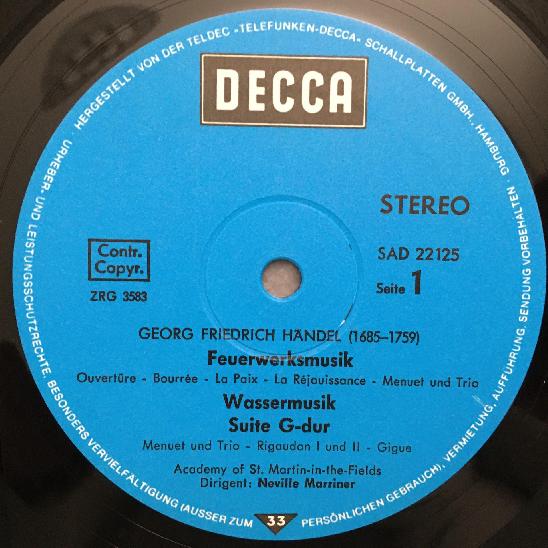 HERGESTELLT VON DER TELDEC »TELEFUNKEN-DECCA« SCHALLPLATTEN GMBH., HAMBURG
URHEBER- UND LEISTUNGSSCHUTZRECHTE, BESONDERS VERVIELFÄLTIGUNG (AUSSER ZUM PERSÖNLICHEN GEBRAUCH), VERMIETUNG, AUFFÜHRUNG, SENDUNG VORBEHALTEN
DECCA
STEREO
Contr.
Copyr.
ZRG 3583
SAD 22125
Seite 1
GEORG FRIEDRICH HÄNDEL (1685–1759)
Feuerwerksmusik
Ouvertüre - Bourrée - La Paix - La Réjouissance - Menuet und Trio
Wassermusik
Suite G-dur
Menuet und Trio - Rigaudon I und II - Gigue
Academy of St. Martin-in-the-Fields
Dirigent: Neville Marriner
33